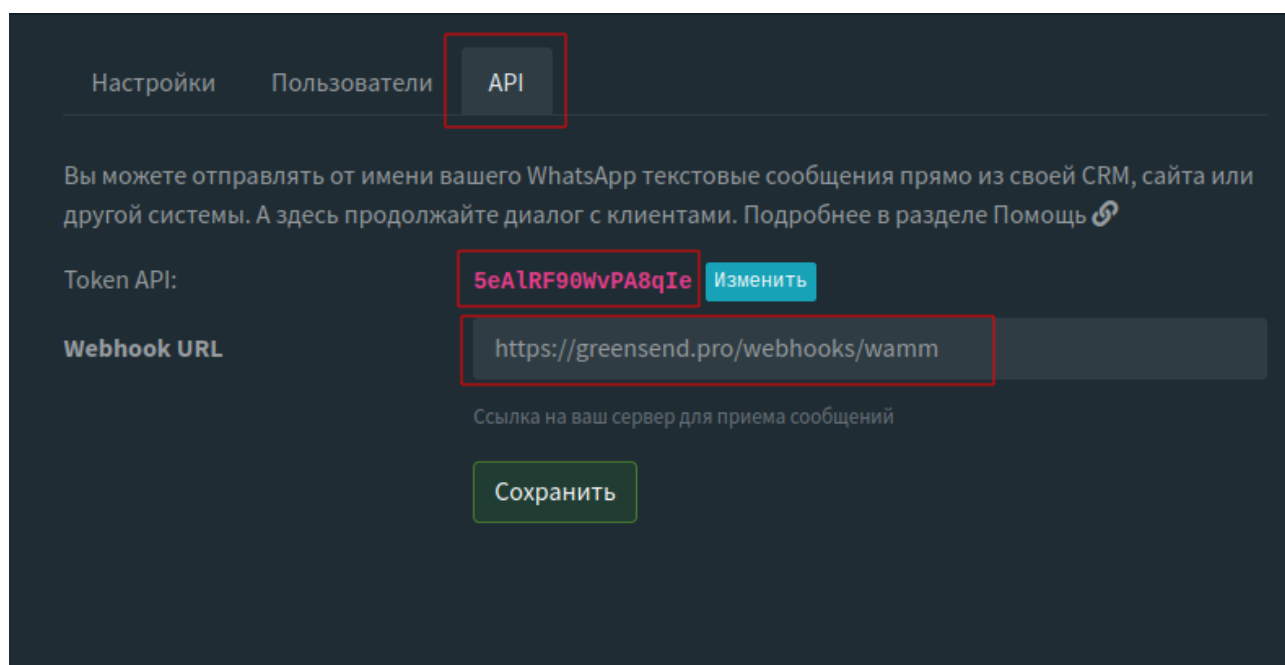 Настройки Пользователи API
Вы можете отправлять от имени вашего WhatsApp текстовые сообщения прямо из своей CRM, сайта или
другой системы. А здесь продолжайте диалог с клиентами. Подробнее в разделе Помощь
Token API: 5eAlRF90WvPA8qIe Изменить
Webhook URL https://greensend.pro/webhooks/wamm
Ссылка на ваш сервер для приема сообщений
Сохранить